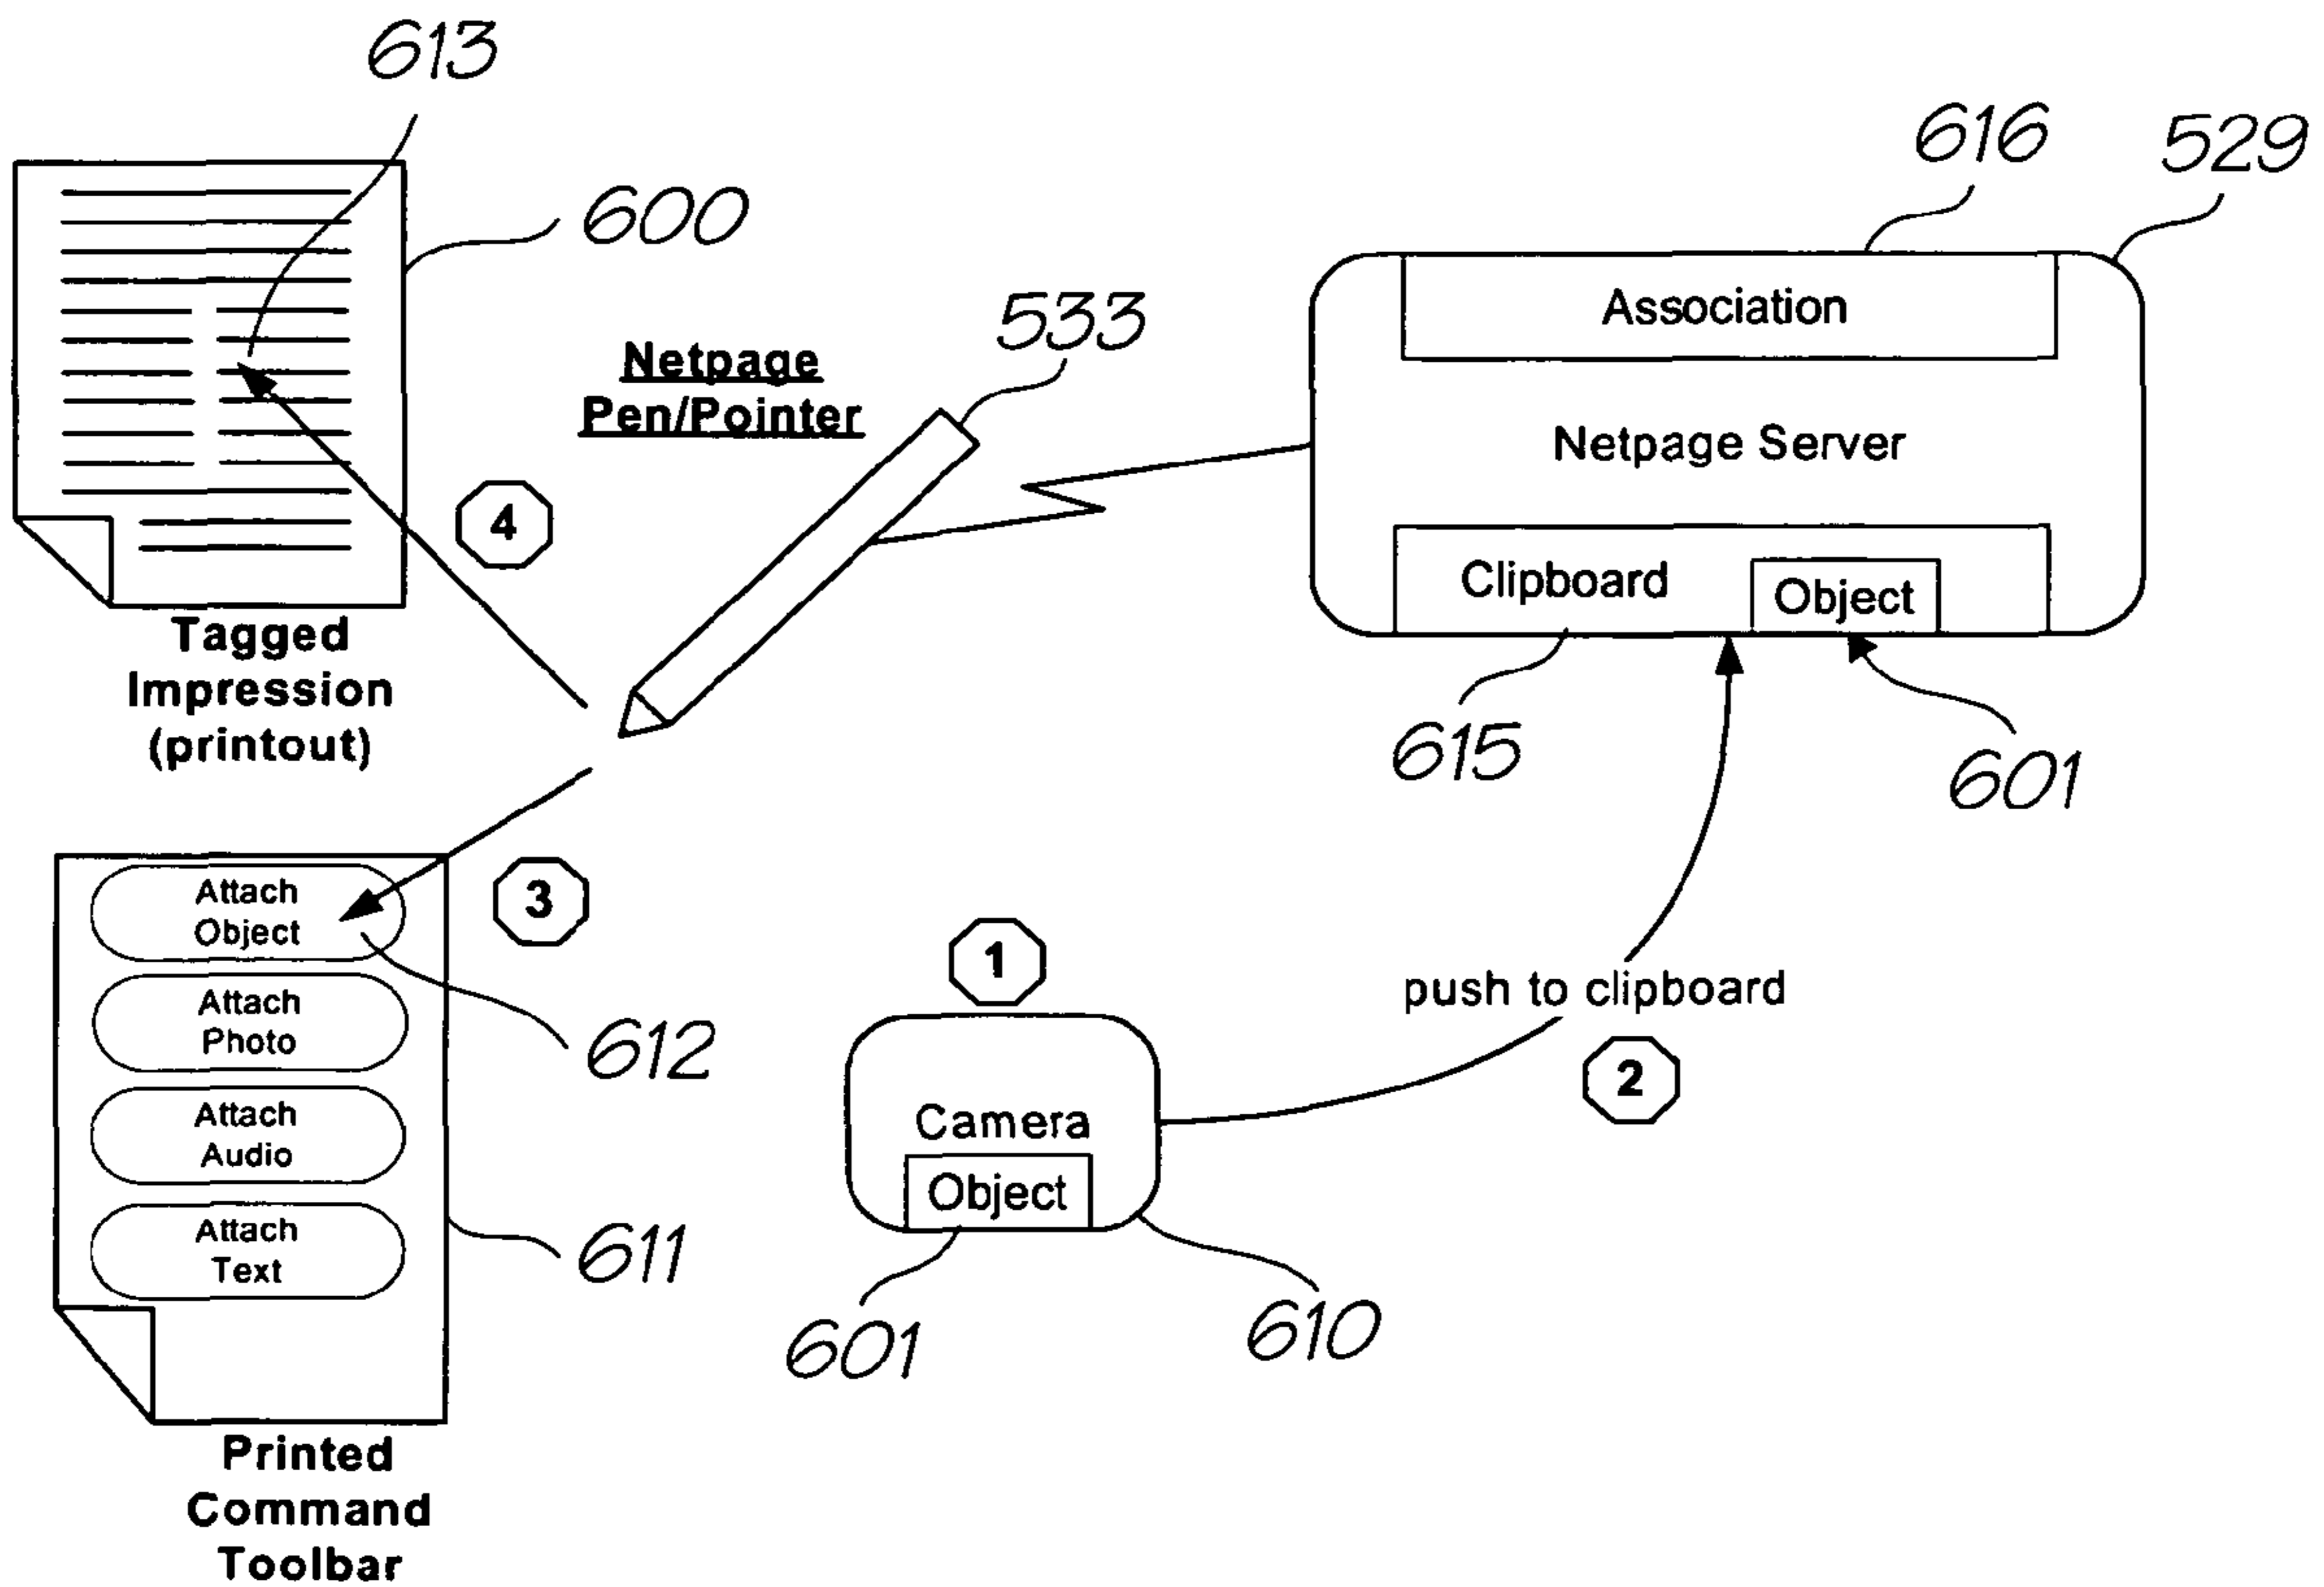 613
616
529
600
533
Netpage
Pen/Pointer
Association
Netpage Server
4
Clipboard
Object
Tagged
Impression
(printout)
615
601
Attach
Object
3
1
push to clipboard
2
Attach
Photo
612
Attach
Audio
Camera
Object
Attach
Text
611
601
610
Printed
Command
Toolbar